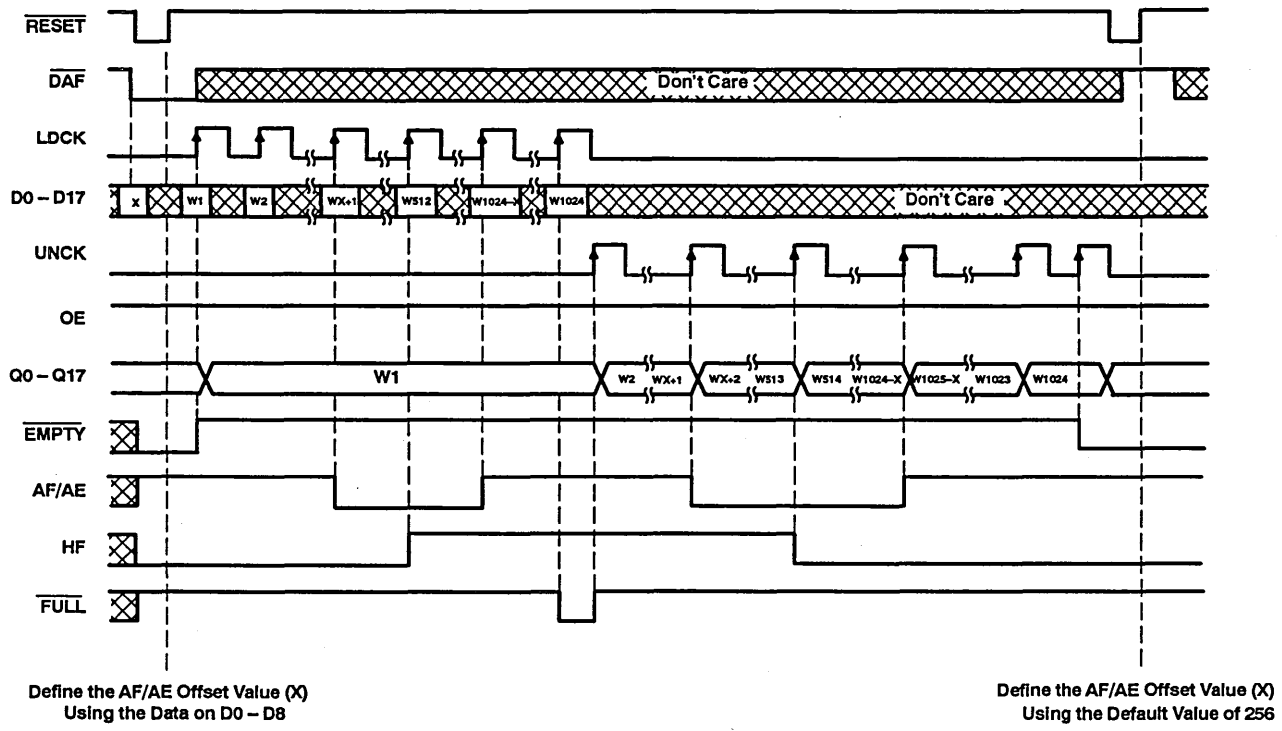 RESET
DAF
Don't Care
LDCK
D0 – D17
X
W1
W2
WX+1
W512
W1024–X
W1024
Don't Care
UNCK
OE
Q0 – Q17
W1
W2
WX+1
WX+2
W513
W514
W1024–X
W1025–X
W1023
W1024
EMPTY
AF/AE
HF
FULL
Define the AF/AE Offset Value (X)
Using the Data on D0 – D8
Define the AF/AE Offset Value (X)
Using the Default Value of 256